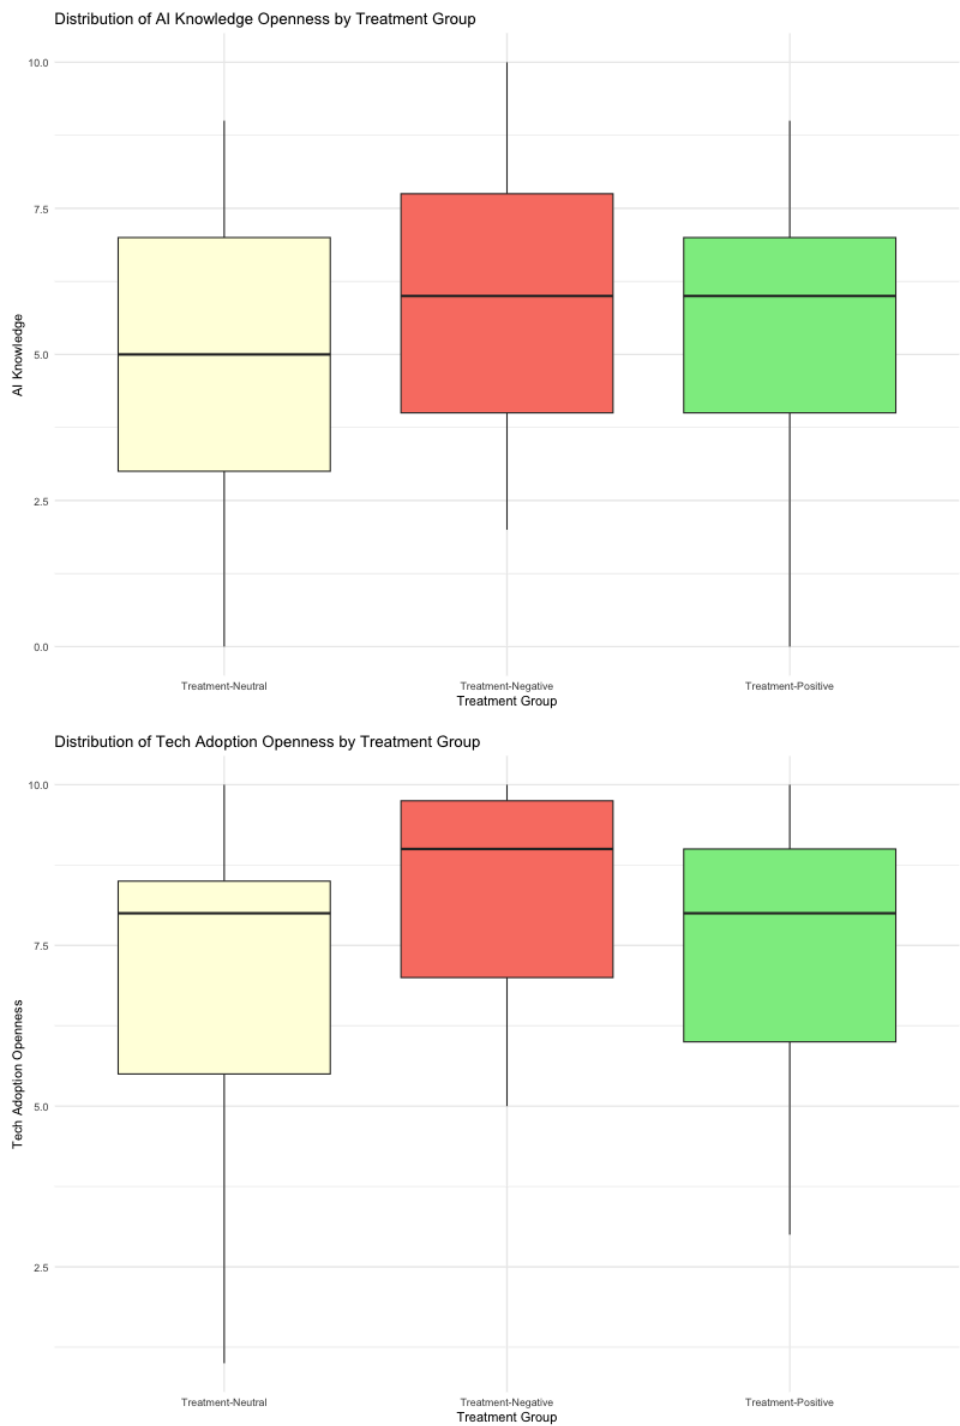 Distribution of AI Knowledge Openness by Treatment Group
AI Knowledge
10.0
7.5
5.0
2.5
0.0
Treatment-Neutral Treatment-Negative Treatment-Positive
Treatment Group
Distribution of Tech Adoption Openness by Treatment Group
Tech Adoption Openness
10.0
7.5
5.0
2.5
Treatment-Neutral Treatment-Negative Treatment-Positive
Treatment Group